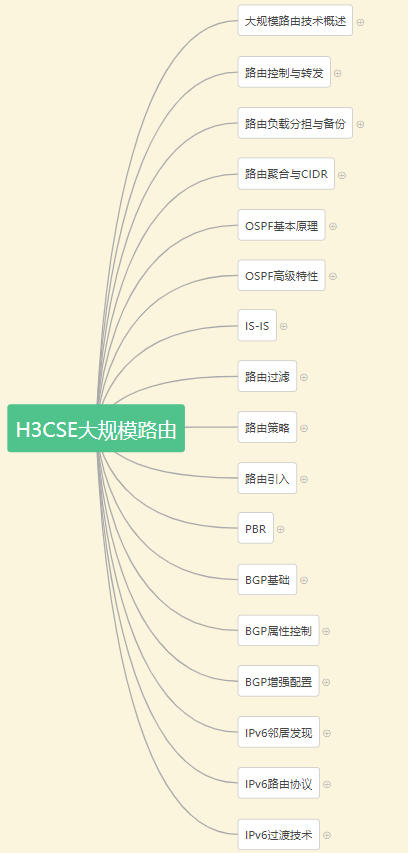 大规模路由技术概述
路由控制与转发
路由负载分担与备份
路由聚合与CIDR
OSPF基本原理
OSPF高级特性
IS-IS
路由过滤
H3CSE大规模路由
路由策略
路由引入
PBR
BGP基础
BGP属性控制
BGP增强配置
IPv6邻居发现
IPv6路由协议
IPv6过渡技术